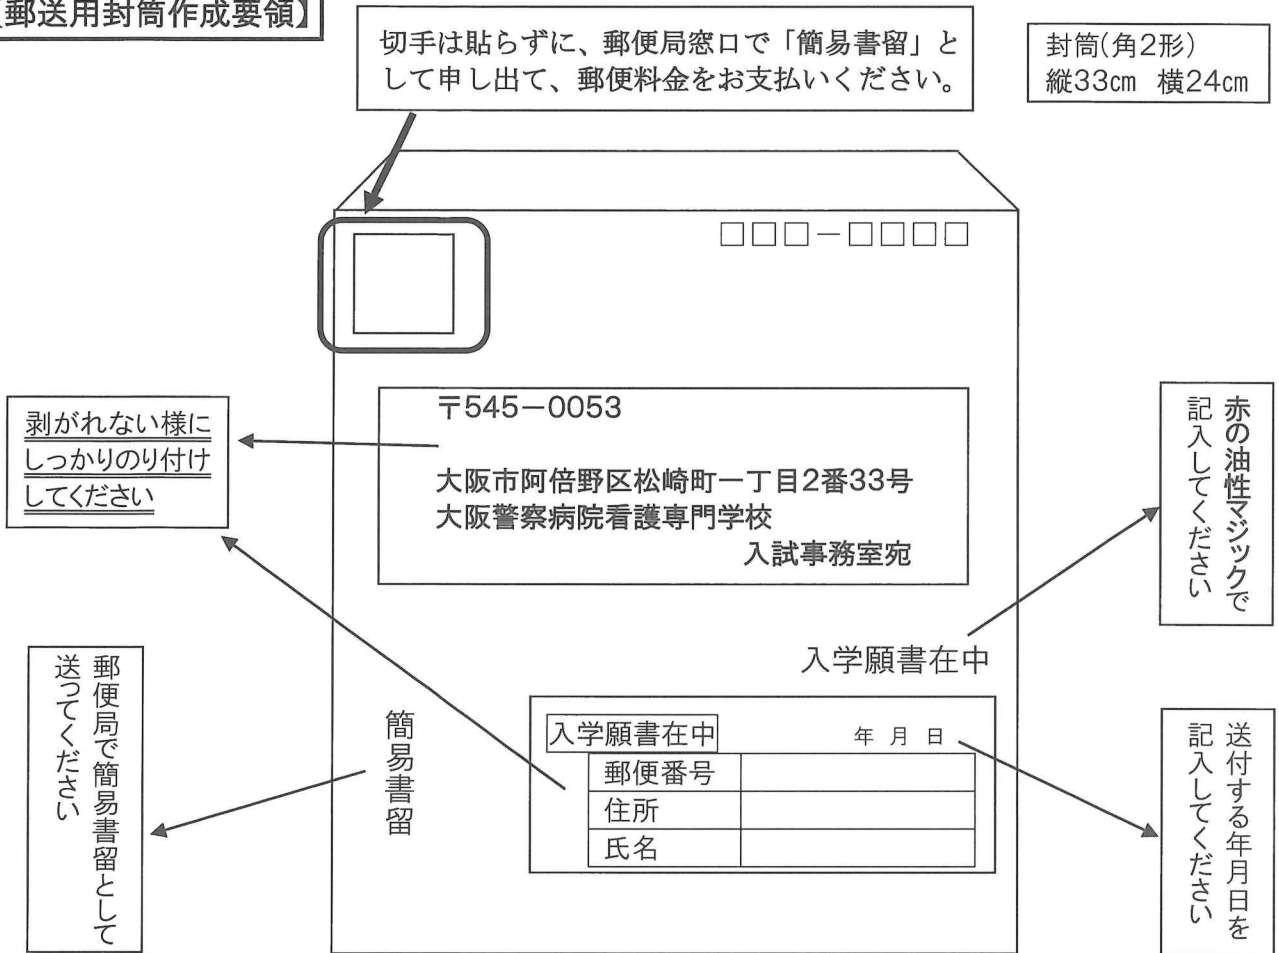 【郵送用封筒作成要領】
切手は貼らずに、郵便局窓口で「簡易書留」と
して申し出て、郵便料金をお支払いください。
封筒(角2形)
縦33cm 横24cm
□□□－□□□□
〒545－0053
大阪市阿倍野区松崎町一丁目2番33号
大阪警察病院看護専門学校
入試事務室宛
剥がれない様に
しっかりのり付け
してください
赤の油性マジックで
記入してください
入学願書在中
郵便局で簡易書留として
送ってください
簡易書留
入学願書在中
年 月 日
郵便番号
住所
氏名
送付する年月日を
記入してください